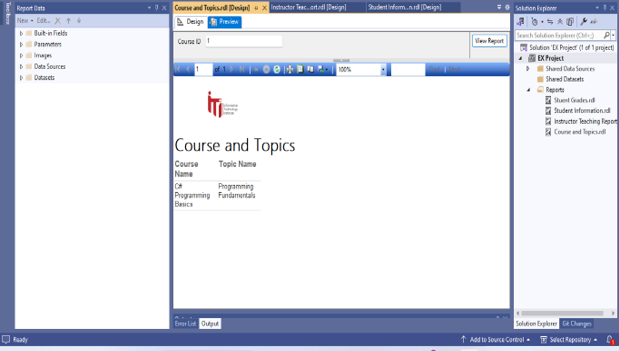 Report Data
New - Edit...
Built-in Fields
Parameters
Images
Data Sources
Datasets
Course and Topics.rdl [Design]
Instructor Teac...ort.rdl [Design]
Student Inform...n.rdl [Design]
Design
Preview
Course ID 1
View Report
1 of 1
100%
iTi
Information
Technology
Institute
Course and Topics
Course Name
Topic Name
C# Programming Basics
Programming Fundamentals
Error List
Output
Solution Explorer
Search Solution Explorer (Ctrl+;)
Solution 'EX Project' (1 of 1 project)
EX Project
Shared Data Sources
Shared Datasets
Reports
Stuent Grades.rdl
Student Information.rdl
Instructor Teaching Report
Course and Topics.rdl
Solution Explorer
Git Changes
Ready
Add to Source Control
Select Repository